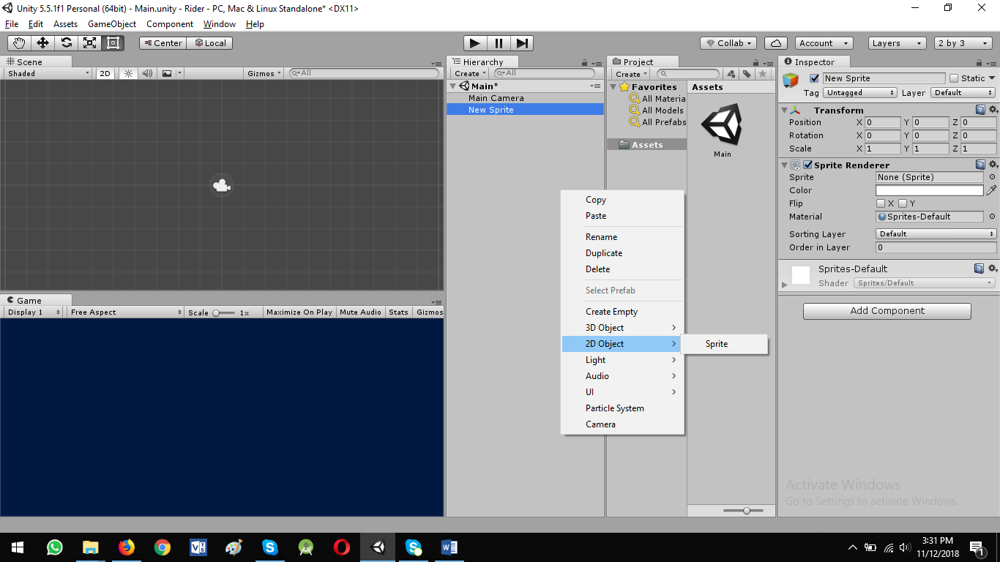 Unity 5.5.1f1 Personal (64bit) - Main.unity - Rider - PC, Mac & Linux Standalone* <DX11>
File Edit Assets GameObject Component Window Help
Center Local Collab Account Layers 2 by 3
Scene
Shaded 2D Gizmos All
Game
Display 1 Free Aspect Scale 1x Maximize On Play Mute Audio Stats Gizmos
Hierarchy
Create All
Main*
Main Camera
New Sprite
Project
Create
Favorites
All Materia
All Models
All Prefabs
Assets
Assets
Main
Copy
Paste
Rename
Duplicate
Delete
Select Prefab
Create Empty
3D Object
2D Object
Light
Audio
UI
Particle System
Camera
Sprite
Inspector
New Sprite Static
Tag Untagged Layer Default
Transform
Position X 0 Y 0 Z 0
Rotation X 0 Y 0 Z 0
Scale X 1 Y 1 Z 1
Sprite Renderer
Sprite None (Sprite)
Color
Flip X Y
Material Sprites-Default
Sorting Layer Default
Order in Layer 0
Sprites-Default
Shader Sprites/Default
Add Component
Activate Windows
Go to Settings to activate Windows.
3:31 PM
11/12/2018
1